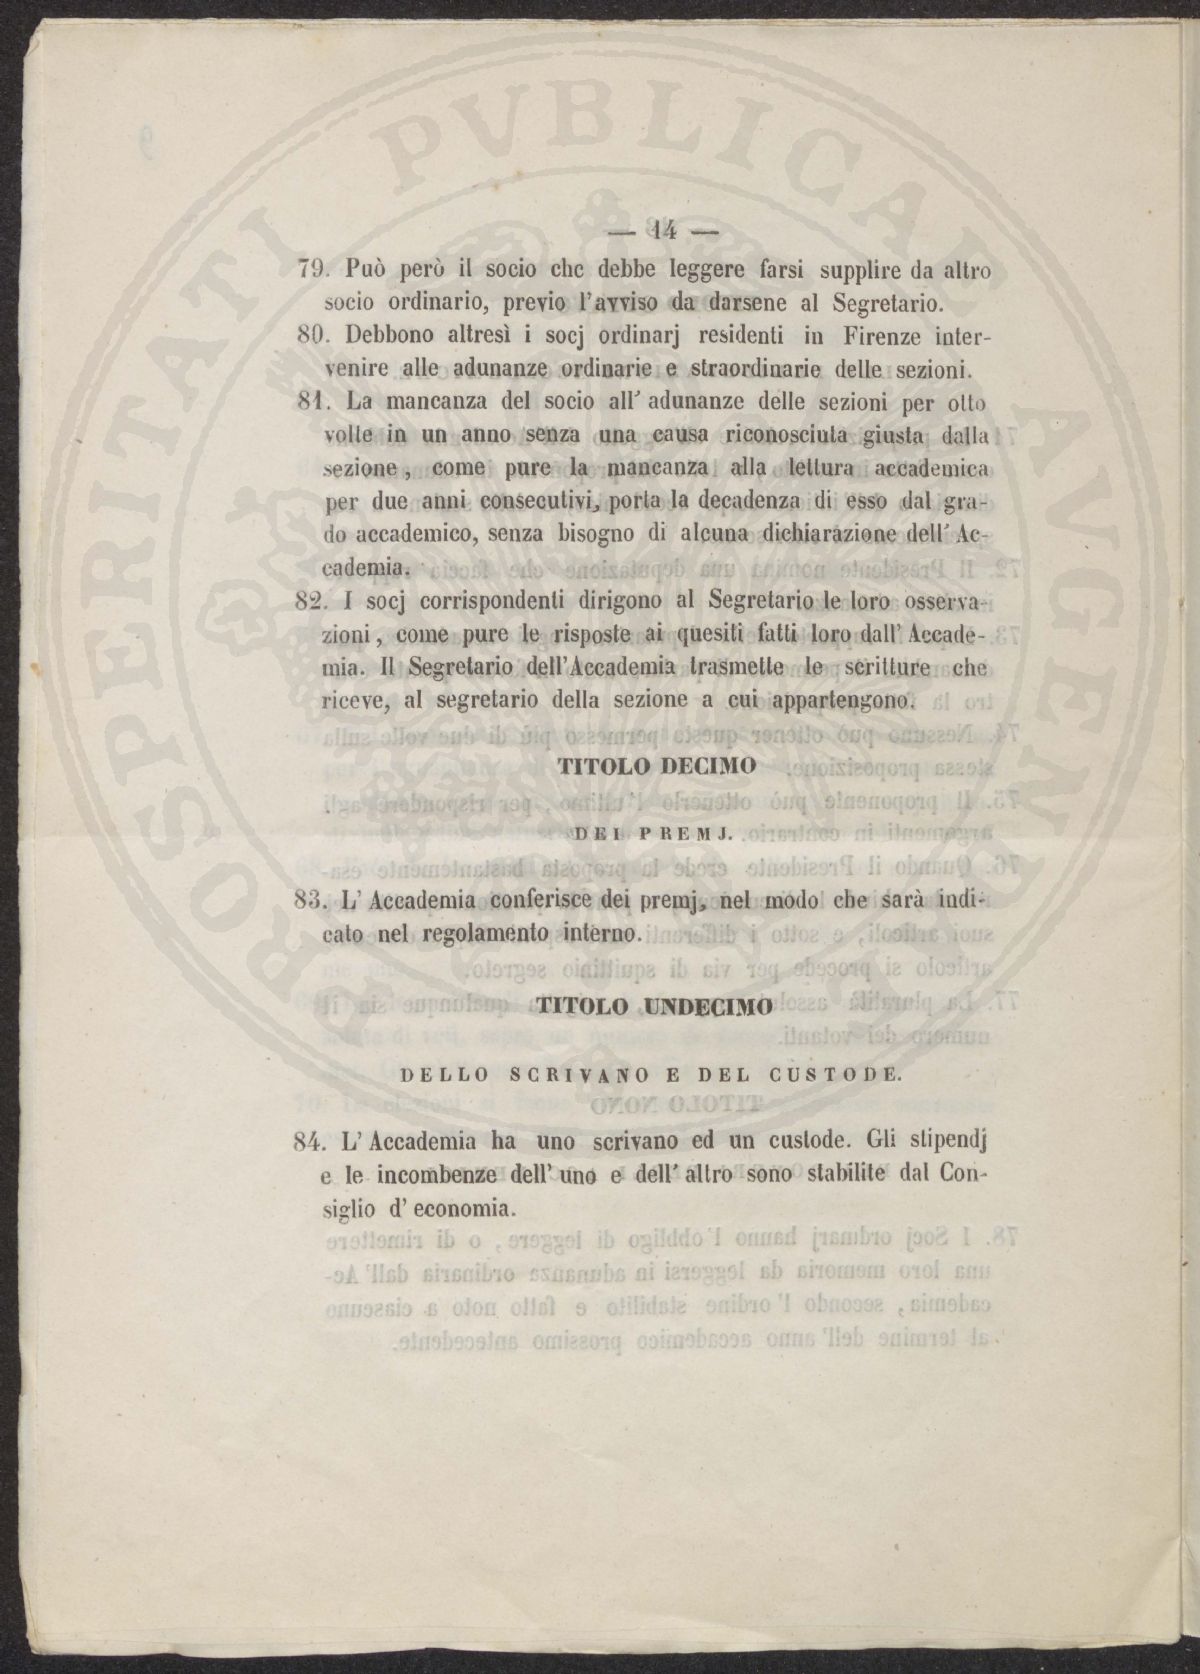 — 14 —
79. Può però il socio che debbe leggere farsi supplire da altro
socio ordinario, previo l'avviso da darsene al Segretario.
80. Debbono altresì i socj ordinarj residenti in Firenze inter-
venire alle adunanze ordinarie e straordinarie delle sezioni.
81. La mancanza del socio all' adunanze delle sezioni per otto
volte in un anno senza una causa riconosciuta giusta dalla
sezione, come pure la mancanza alla lettura accademica
per due anni consecutivi, porta la decadenza di esso dal gra-
do accademico, senza bisogno di alcuna dichiarazione dell' Ac-
cademia.
82. I socj corrispondenti dirigono al Segretario le loro osserva-
zioni, come pure le risposte ai quesiti fatti loro dall' Accade-
mia. Il Segretario dell'Accademia trasmette le scritture che
riceve, al segretario della sezione a cui appartengono.
TITOLO DECIMO
DEI PREMJ.
83. L' Accademia conferisce dei premj, nel modo che sarà indi-
cato nel regolamento interno.
TITOLO UNDECIMO
DELLO SCRIVANO E DEL CUSTODE.
84. L' Accademia ha uno scrivano ed un custode. Gli stipendj
e le incombenze dell' uno e dell' altro sono stabilite dal Con-
siglio d' economia.
PROSPERITATI PVBLICAE AVGENDAE